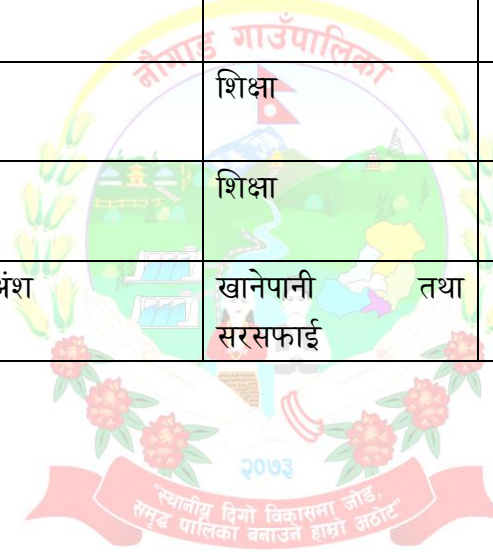 नौगाड गाउँपालिका
शिक्षा
शिक्षा
अंश
खानेपानी तथा
सरसफाई
२०७३
"स्थानीय दिगो विकासमा जोड,
समृद्ध पालिका बनाउने हाम्रो अठोट"